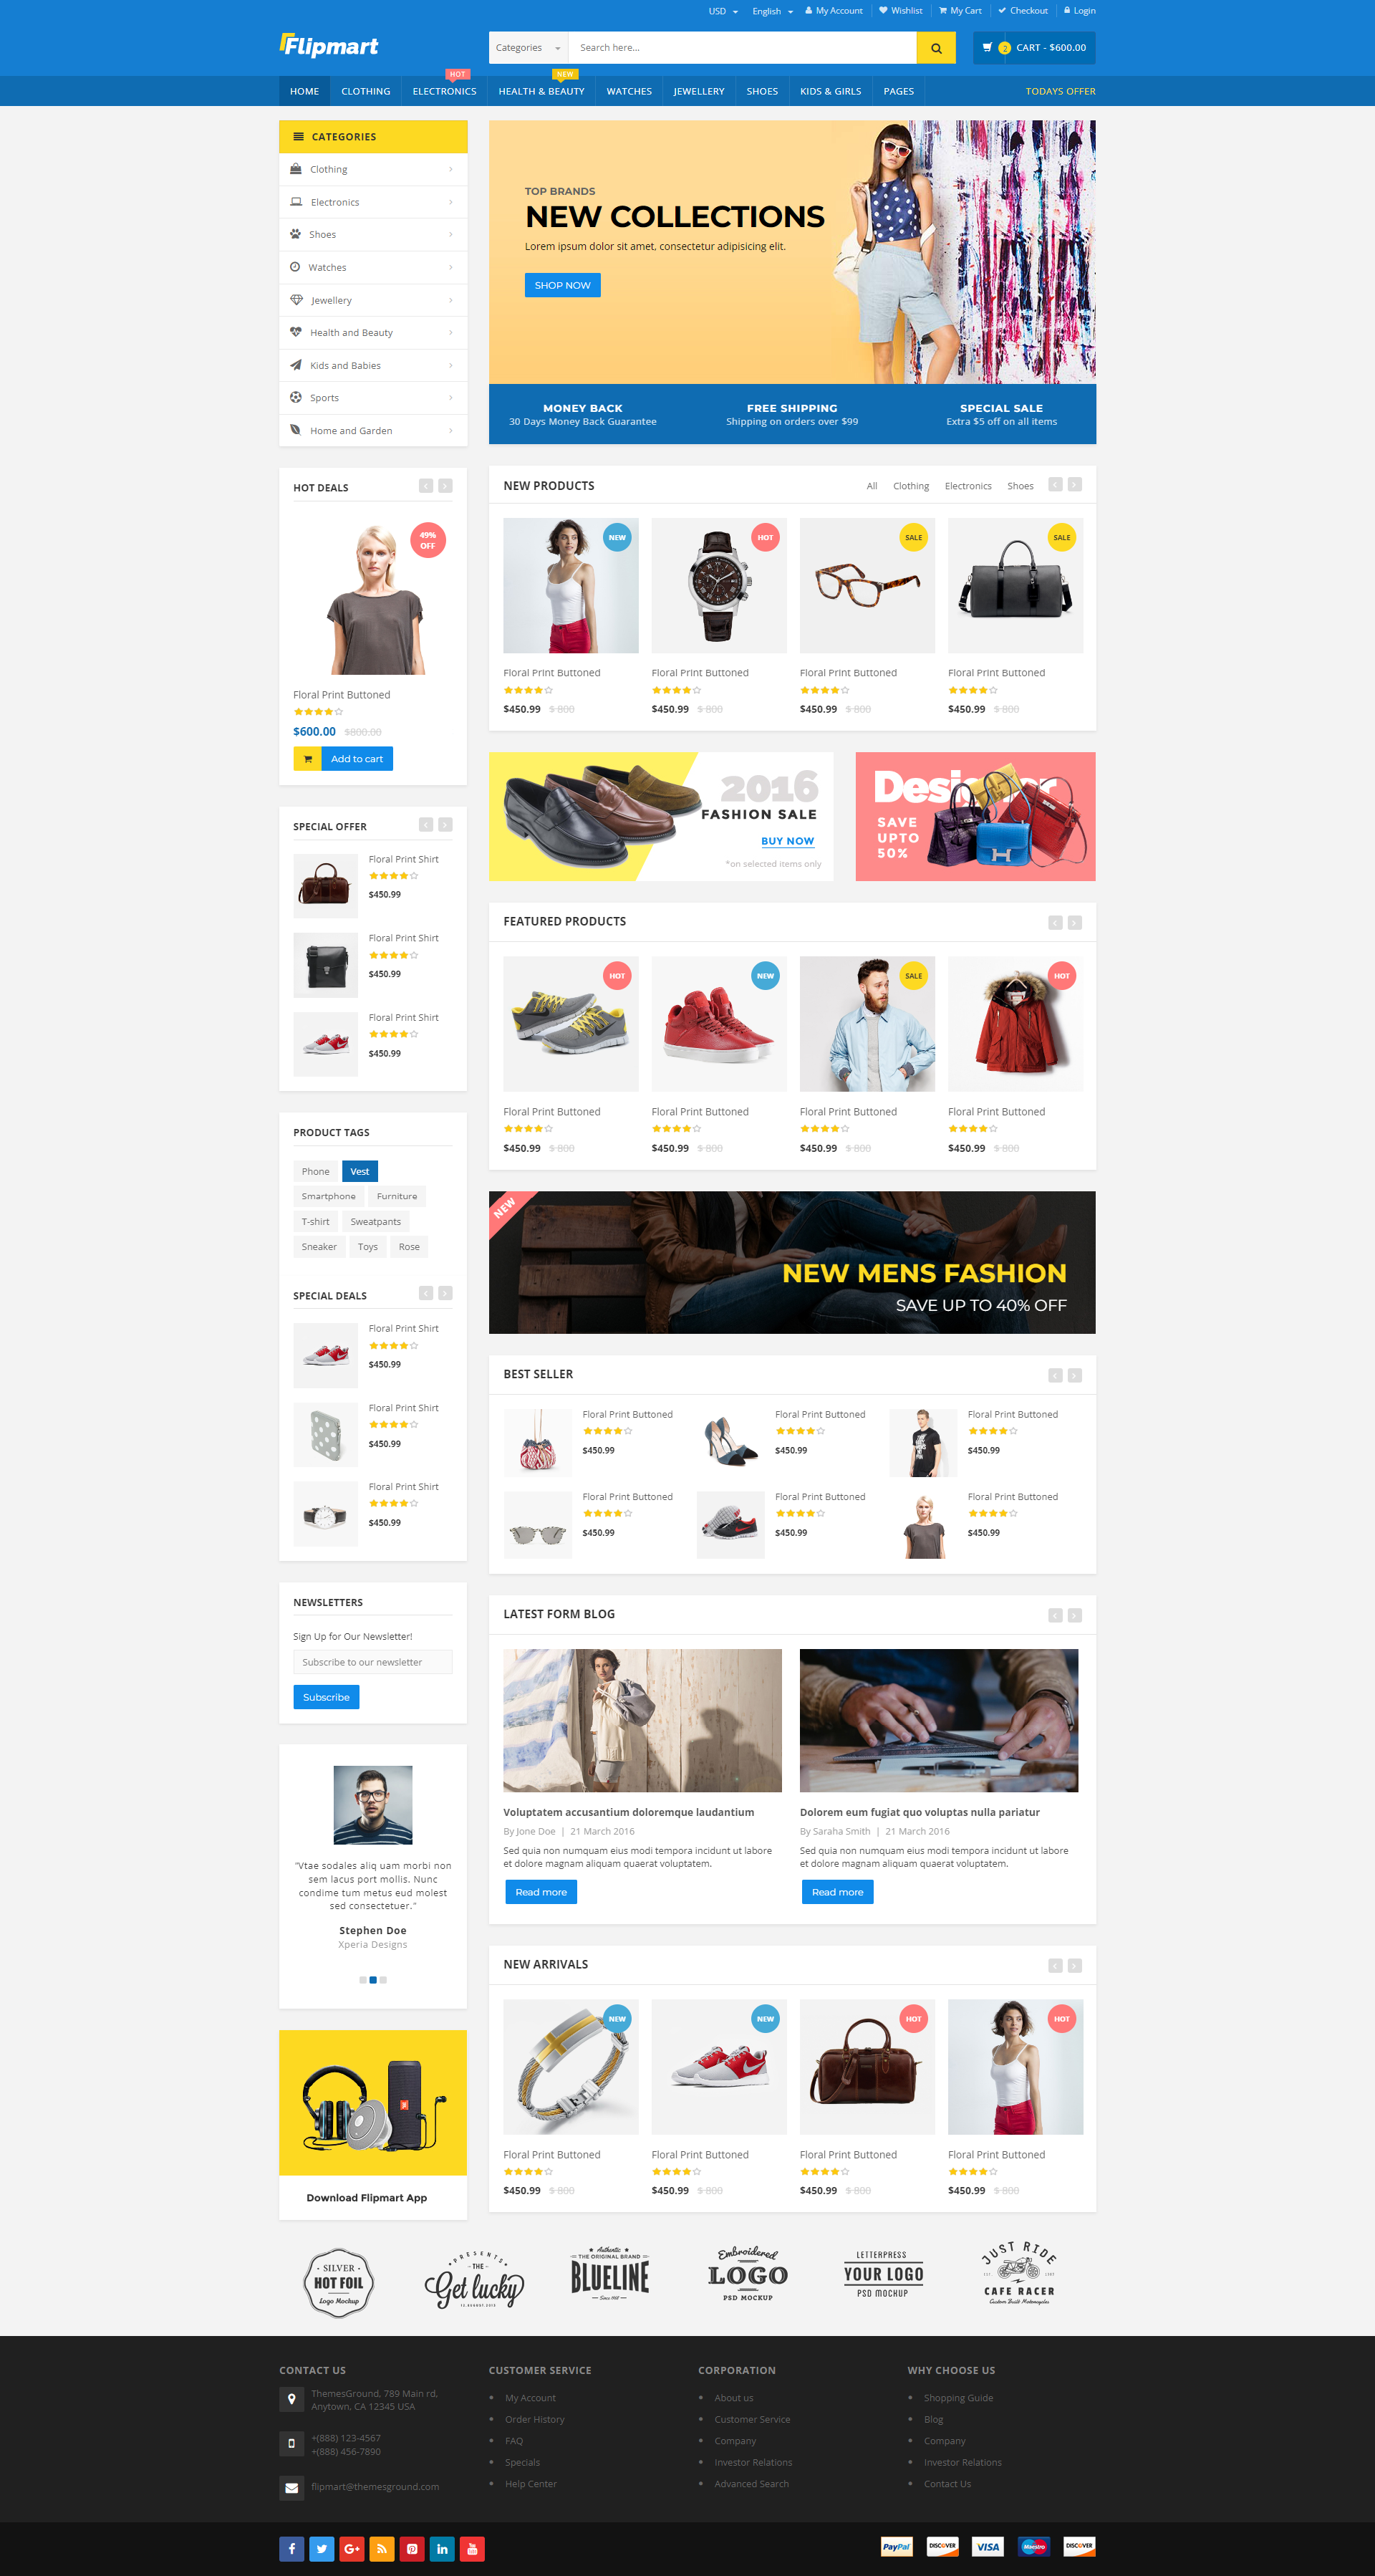 USD English My Account Wishlist My Cart Checkout Login
Flipmart
Categories Search here...
2 CART - $600.00
HOT NEW
HOME CLOTHING ELECTRONICS HEALTH & BEAUTY WATCHES JEWELLERY SHOES KIDS & GIRLS PAGES TODAYS OFFER
CATEGORIES
Clothing
Electronics
Shoes
Watches
Jewellery
Health and Beauty
Kids and Babies
Sports
Home and Garden
TOP BRANDS
NEW COLLECTIONS
Lorem ipsum dolor sit amet, consectetur adipisicing elit.
SHOP NOW
MONEY BACK
30 Days Money Back Guarantee
FREE SHIPPING
Shipping on orders over $99
SPECIAL SALE
Extra $5 off on all items
HOT DEALS
49%
OFF
Floral Print Buttoned
$600.00 $800.00
Add to cart
SPECIAL OFFER
Floral Print Shirt
$450.99
Floral Print Shirt
$450.99
Floral Print Shirt
$450.99
PRODUCT TAGS
Phone Vest
Smartphone Furniture
T-shirt Sweatpants
Sneaker Toys Rose
SPECIAL DEALS
Floral Print Shirt
$450.99
Floral Print Shirt
$450.99
Floral Print Shirt
$450.99
NEWSLETTERS
Sign Up for Our Newsletter!
Subscribe to our newsletter
Subscribe
"Vtae sodales aliq uam morbi non
sem lacus port mollis. Nunc
condime tum metus eud molest
sed consectetuer."
Stephen Doe
Xperia Designs
Download Flipmart App
NEW PRODUCTS All Clothing Electronics Shoes
NEW HOT SALE SALE
Floral Print Buttoned Floral Print Buttoned Floral Print Buttoned Floral Print Buttoned
$450.99 $ 800 $450.99 $ 800 $450.99 $ 800 $450.99 $ 800
2016
FASHION SALE
BUY NOW
*on selected items only
Designer
SAVE
UPTO
50%
FEATURED PRODUCTS
HOT NEW SALE HOT
Floral Print Buttoned Floral Print Buttoned Floral Print Buttoned Floral Print Buttoned
$450.99 $ 800 $450.99 $ 800 $450.99 $ 800 $450.99 $ 800
NEW
NEW MENS FASHION
SAVE UP TO 40% OFF
BEST SELLER
Floral Print Buttoned Floral Print Buttoned Floral Print Buttoned
$450.99 $450.99 $450.99
Floral Print Buttoned Floral Print Buttoned Floral Print Buttoned
$450.99 $450.99 $450.99
LATEST FORM BLOG
Voluptatem accusantium doloremque laudantium
By Jone Doe | 21 March 2016
Sed quia non numquam eius modi tempora incidunt ut labore
et dolore magnam aliquam quaerat voluptatem.
Read more
Dolorem eum fugiat quo voluptas nulla pariatur
By Saraha Smith | 21 March 2016
Sed quia non numquam eius modi tempora incidunt ut labore
et dolore magnam aliquam quaerat voluptatem.
Read more
NEW ARRIVALS
NEW NEW HOT HOT
Floral Print Buttoned Floral Print Buttoned Floral Print Buttoned Floral Print Buttoned
$450.99 $ 800 $450.99 $ 800 $450.99 $ 800 $450.99 $ 800
SILVER
HOT FOIL
Logo Mockup
PRESENTS
THE
Get lucky
Authentic
THE ORIGINAL BRAND
BLUELINE
Embroidered
LOGO
PSD MOCKUP
LETTERPRESS
YOUR LOGO
PSD MOCKUP
JUST RIDE
CAFE RACER
Custom Built Motorcycles
CONTACT US
ThemesGround, 789 Main rd,
Anytown, CA 12345 USA
+(888) 123-4567
+(888) 456-7890
flipmart@themesground.com
CUSTOMER SERVICE
My Account
Order History
FAQ
Specials
Help Center
CORPORATION
About us
Customer Service
Company
Investor Relations
Advanced Search
WHY CHOOSE US
Shopping Guide
Blog
Company
Investor Relations
Contact Us
PayPal DISCOVER VISA Maestro DISCOVER